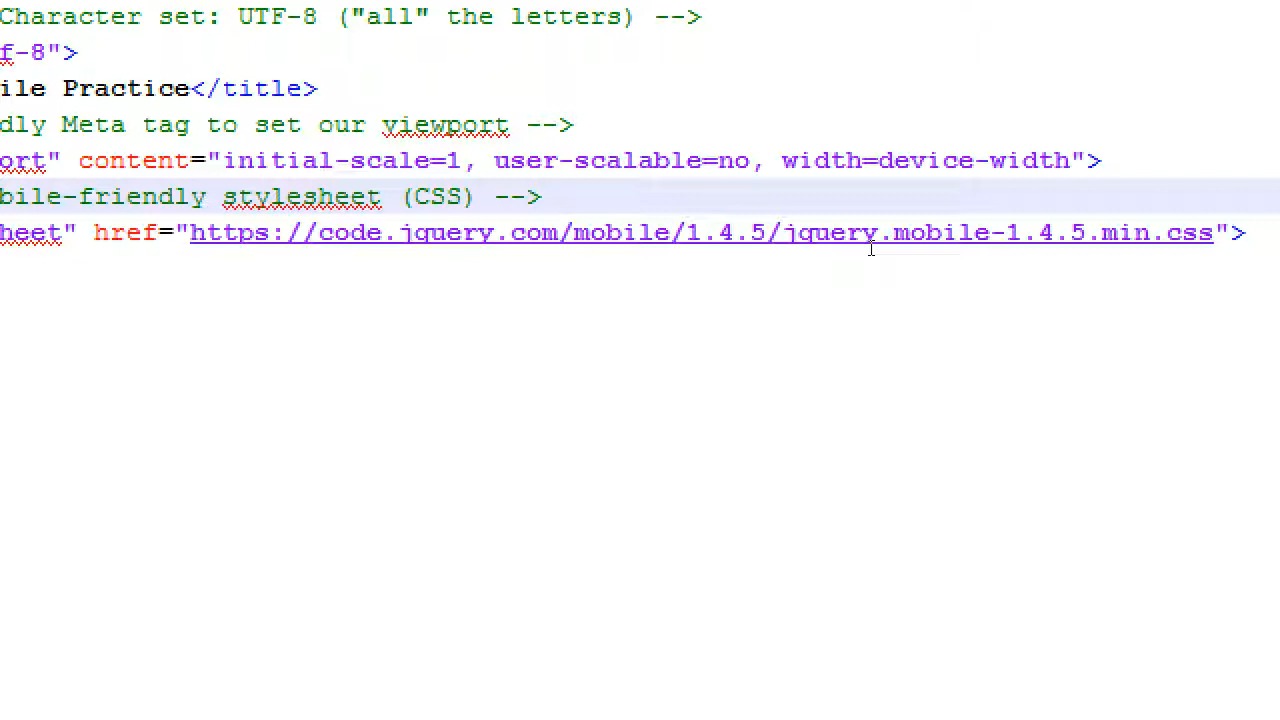 Character set: UTF-8 ("all" the letters) -->
f-8">
ile Practice</title>
dly Meta tag to set our viewport -->
ort" content="initial-scale=1, user-scalable=no, width=device-width">
bile-friendly stylesheet (CSS) -->
heet" href="https://code.jquery.com/mobile/1.4.5/jquery.mobile-1.4.5.min.css">